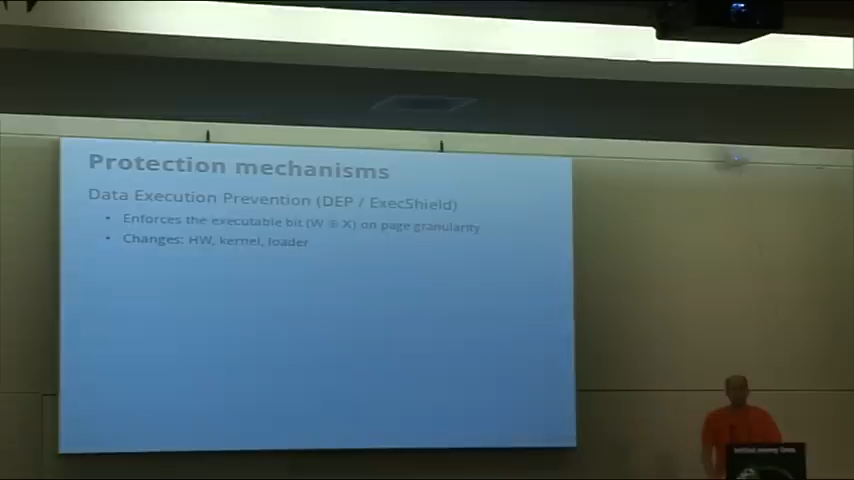 Protection mechanisms
Data Execution Prevention (DEP / ExecShield)
• Enforces the executable bit (W ⊕ X) on page granularity
• Changes: HW, kernel, loader